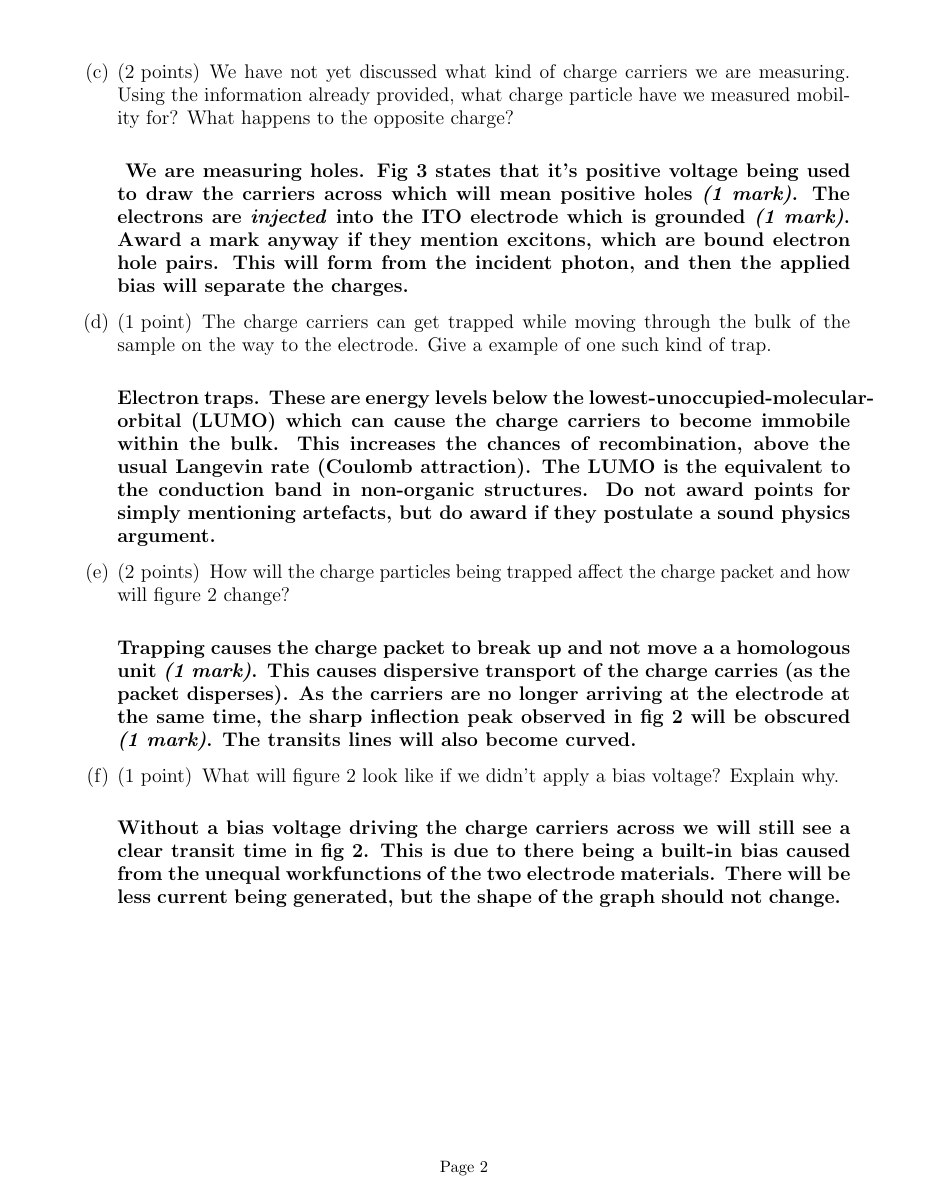 (c) (2 points) We have not yet discussed what kind of charge carriers we are measuring.
Using the information already provided, what charge particle have we measured mobil-
ity for? What happens to the opposite charge?
We are measuring holes. Fig 3 states that it's positive voltage being used
to draw the carriers across which will mean positive holes (1 mark). The
electrons are injected into the ITO electrode which is grounded (1 mark).
Award a mark anyway if they mention excitons, which are bound electron
hole pairs. This will form from the incident photon, and then the applied
bias will separate the charges.
(d) (1 point) The charge carriers can get trapped while moving through the bulk of the
sample on the way to the electrode. Give a example of one such kind of trap.
Electron traps. These are energy levels below the lowest-unoccupied-molecular-
orbital (LUMO) which can cause the charge carriers to become immobile
within the bulk. This increases the chances of recombination, above the
usual Langevin rate (Coulomb attraction). The LUMO is the equivalent to
the conduction band in non-organic structures. Do not award points for
simply mentioning artefacts, but do award if they postulate a sound physics
argument.
(e) (2 points) How will the charge particles being trapped affect the charge packet and how
will figure 2 change?
Trapping causes the charge packet to break up and not move a a homologous
unit (1 mark). This causes dispersive transport of the charge carries (as the
packet disperses). As the carriers are no longer arriving at the electrode at
the same time, the sharp inflection peak observed in fig 2 will be obscured
(1 mark). The transits lines will also become curved.
(f) (1 point) What will figure 2 look like if we didn't apply a bias voltage? Explain why.
Without a bias voltage driving the charge carriers across we will still see a
clear transit time in fig 2. This is due to there being a built-in bias caused
from the unequal workfunctions of the two electrode materials. There will be
less current being generated, but the shape of the graph should not change.
Page 2